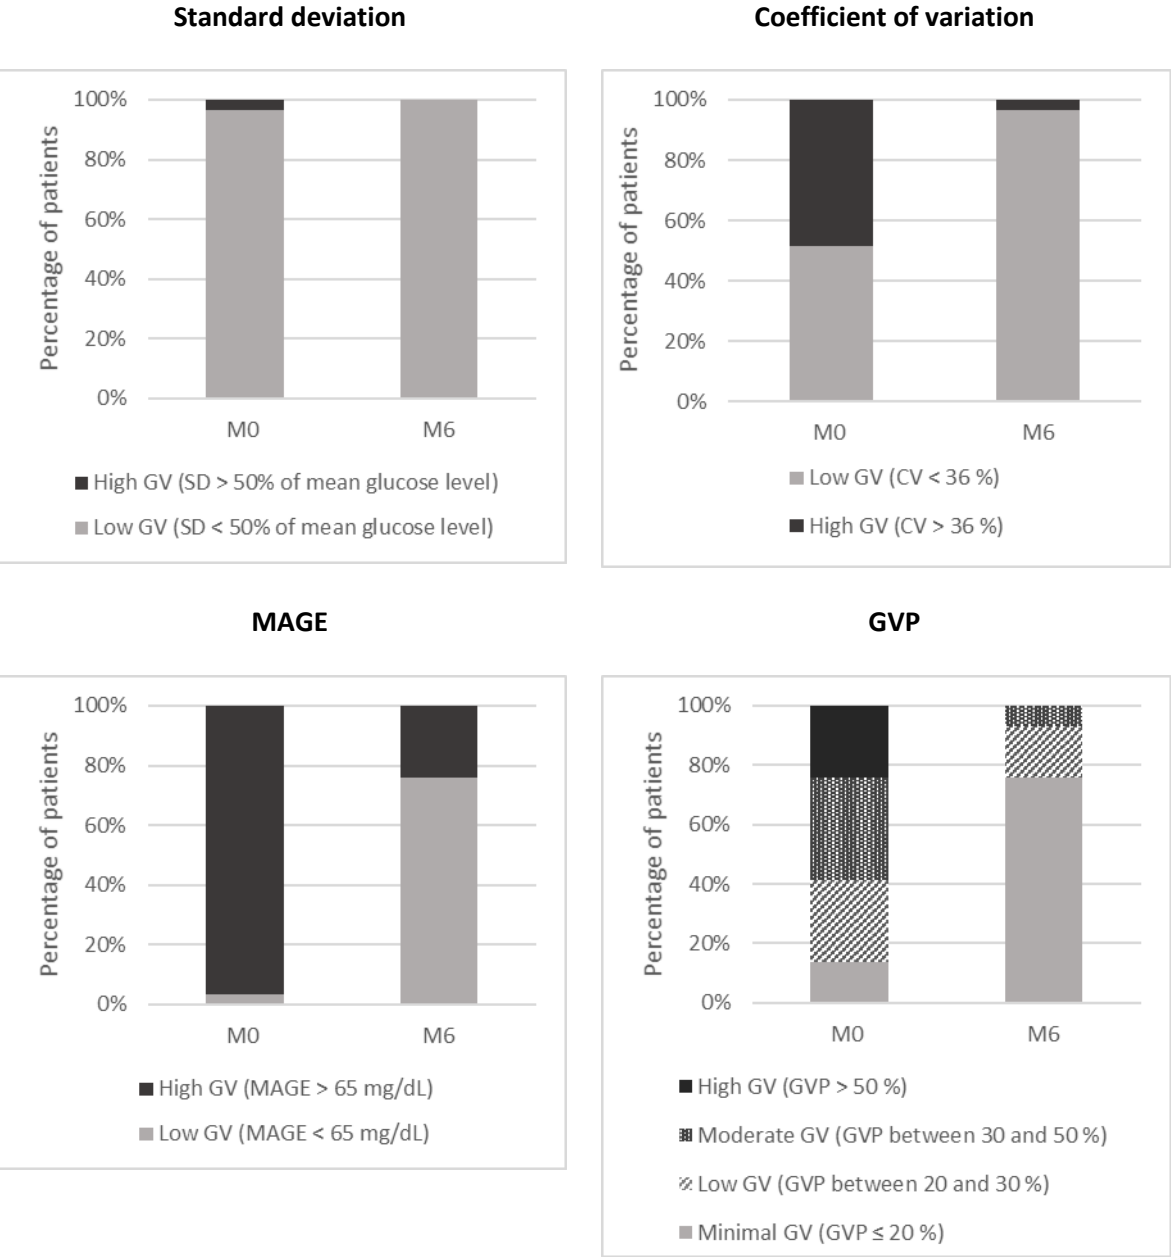 Standard deviation
Coefficient of variation
100%
80%
60%
40%
20%
0%
Percentage of patients
M0
M6
■ High GV (SD > 50% of mean glucose level)
■ Low GV (SD < 50% of mean glucose level)
100%
80%
60%
40%
20%
0%
Percentage of patients
M0
M6
■ Low GV (CV < 36 %)
■ High GV (CV > 36 %)
MAGE
GVP
100%
80%
60%
40%
20%
0%
Percentage of patients
M0
M6
■ High GV (MAGE > 65 mg/dL)
■ Low GV (MAGE < 65 mg/dL)
100%
80%
60%
40%
20%
0%
Percentage of patients
M0
M6
■ High GV (GVP > 50 %)
Moderate GV (GVP between 30 and 50 %)
Low GV (GVP between 20 and 30 %)
■ Minimal GV (GVP ≤ 20 %)